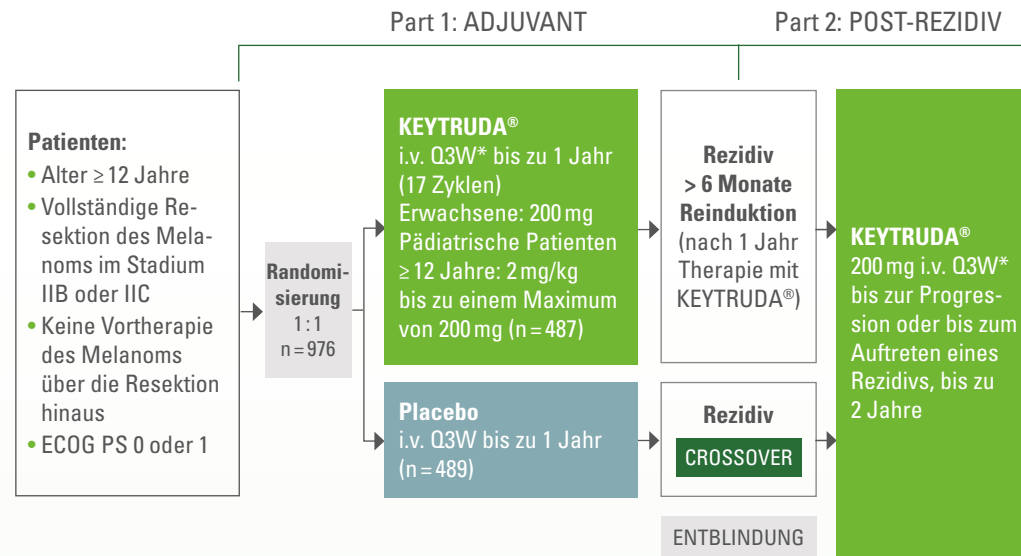 Part 1: ADJUVANT
Part 2: POST-REZIDIV
Patienten:
• Alter ≥ 12 Jahre
• Vollständige Re-
sektion des Mela-
noms im Stadium
IIB oder IIC
• Keine Vortherapie
des Melanoms
über die Resektion
hinaus
• ECOG PS 0 oder 1
Randomi-
sierung
1 : 1
n = 976
KEYTRUDA®
i.v. Q3W* bis zu 1 Jahr
(17 Zyklen)
Erwachsene: 200 mg
Pädiatrische Patienten
≥ 12 Jahre: 2 mg/kg
bis zu einem Maximum
von 200 mg (n = 487)
Placebo
i.v. Q3W bis zu 1 Jahr
(n = 489)
Rezidiv
> 6 Monate
Reinduktion
(nach 1 Jahr
Therapie mit
KEYTRUDA®)
Rezidiv
CROSSOVER
ENTBLINDUNG
KEYTRUDA®
200 mg i.v. Q3W*
bis zur Progres-
sion oder bis zum
Auftreten eines
Rezidivs, bis zu
2 Jahre